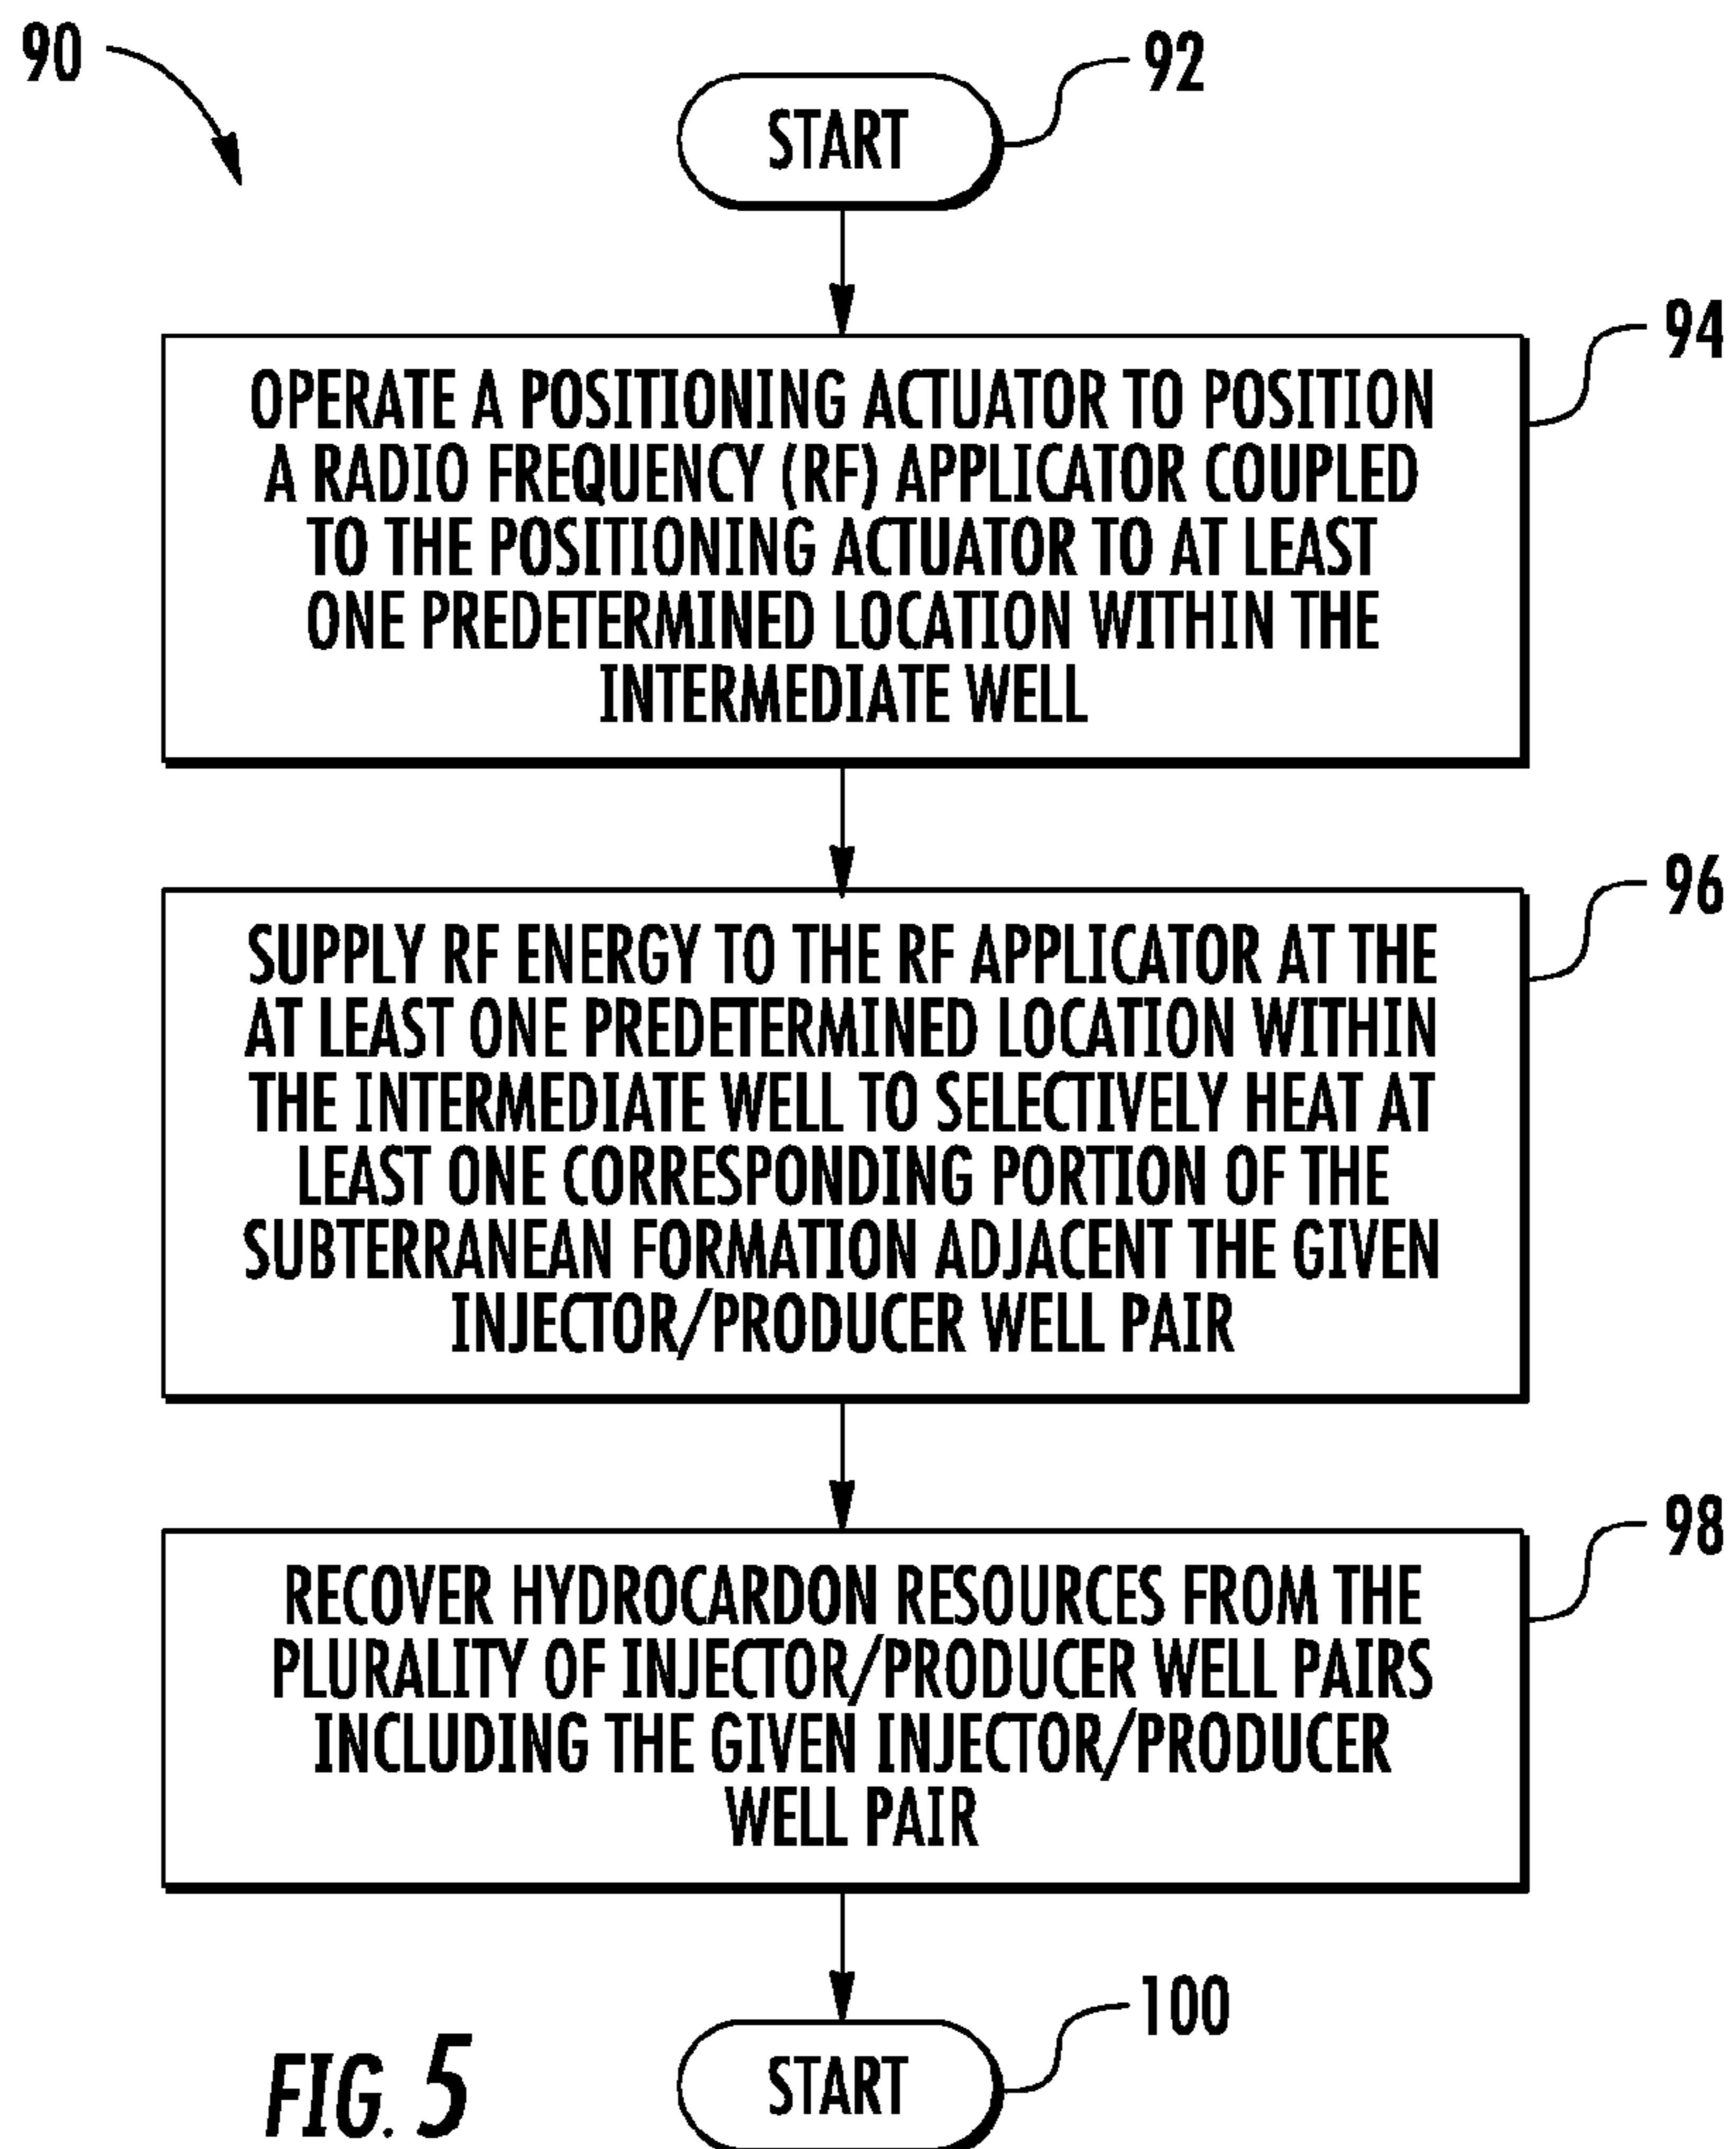 90
92
START
94
OPERATE A POSITIONING ACTUATOR TO POSITION
A RADIO FREQUENCY (RF) APPLICATOR COUPLED
TO THE POSITIONING ACTUATOR TO AT LEAST
ONE PREDETERMINED LOCATION WITHIN THE
INTERMEDIATE WELL
96
SUPPLY RF ENERGY TO THE RF APPLICATOR AT THE
AT LEAST ONE PREDETERMINED LOCATION WITHIN
THE INTERMEDIATE WELL TO SELECTIVELY HEAT AT
LEAST ONE CORRESPONDING PORTION OF THE
SUBTERRANEAN FORMATION ADJACENT THE GIVEN
INJECTOR/PRODUCER WELL PAIR
98
RECOVER HYDROCARDON RESOURCES FROM THE
PLURALITY OF INJECTOR/PRODUCER WELL PAIRS
INCLUDING THE GIVEN INJECTOR/PRODUCER
WELL PAIR
100
START
FIG. 5